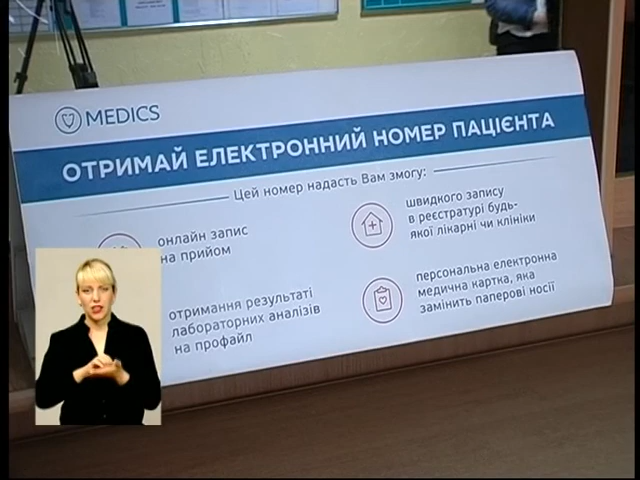 MEDICS
ОТРИМАЙ ЕЛЕКТРОННИЙ НОМЕР ПАЦІЄНТА
Цей номер надасть Вам змогу:
онлайн запис
на прийом
швидкого запису
в реєстратурі будь-
якої лікарні чи клініки
отримання результаті
лабораторних аналізів
на профайл
персональна електронна
медична картка, яка
замінить паперові носії